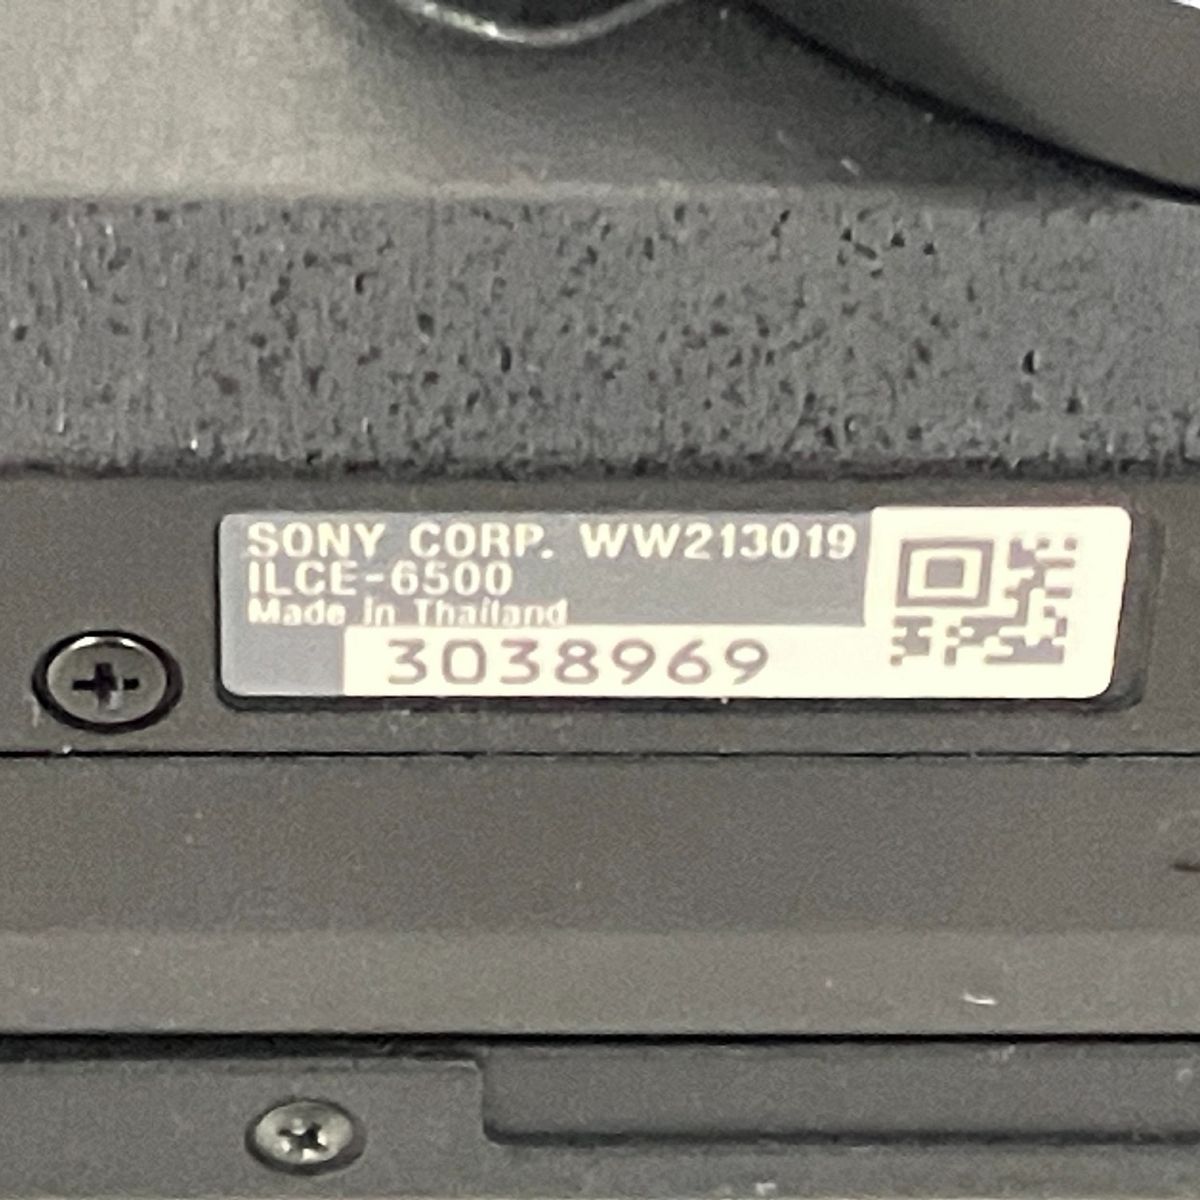 SONY CORP. WW213019
ILCE-6500
Made in Thailand
3038969